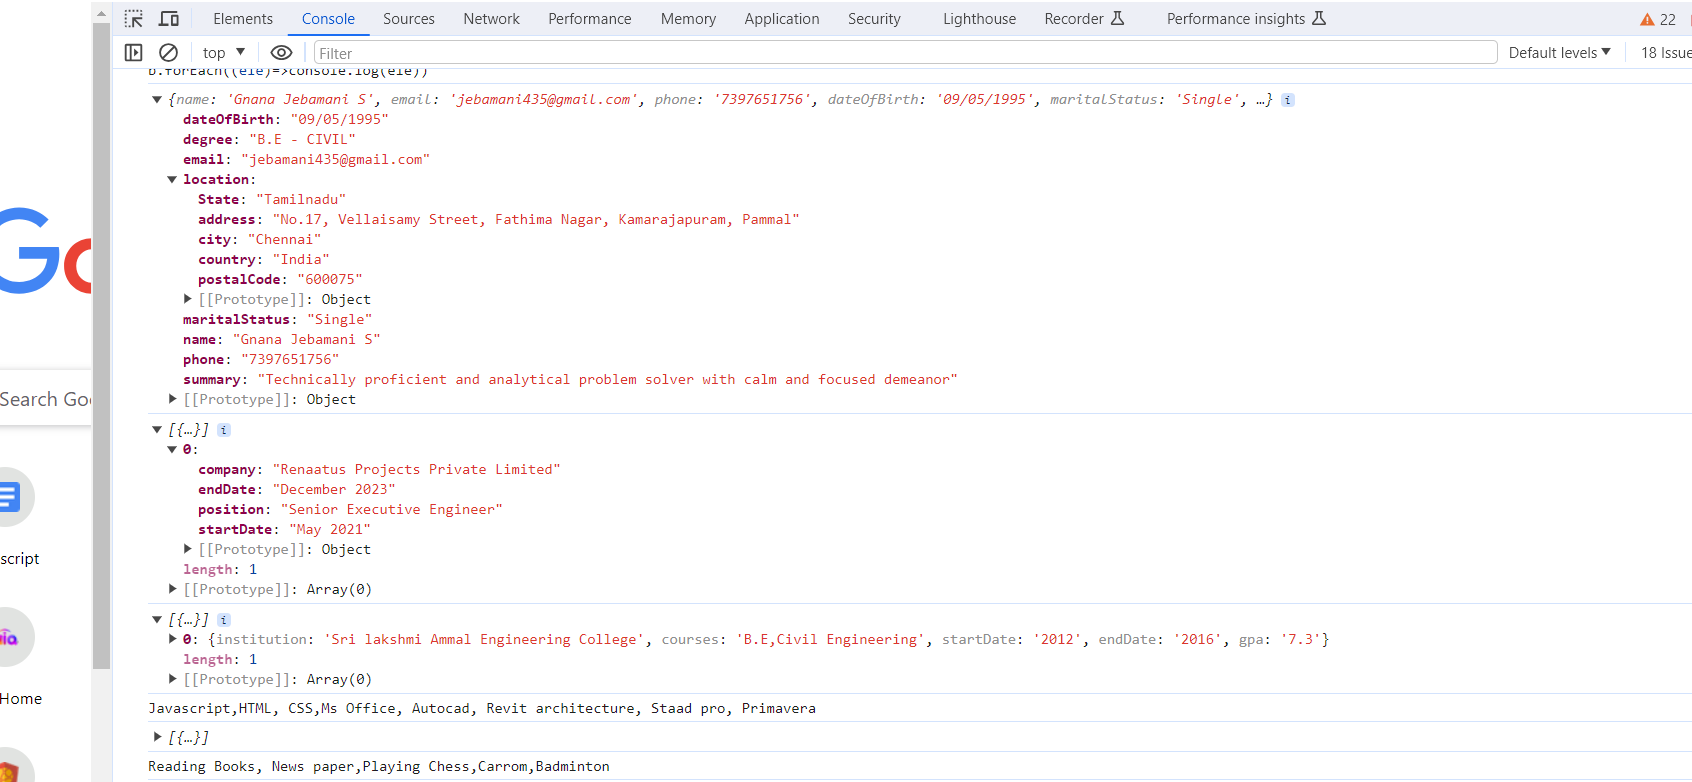 Elements Console Sources Network Performance Memory Application Security Lighthouse Recorder Performance insights 22
top Filter Default levels 18 Issue
b.forEach((ele)=>console.log(ele))
{name: 'Gnana Jebamani S', email: 'jebamani435@gmail.com', phone: '7397651756', dateOfBirth: '09/05/1995', maritalStatus: 'Single', …} i
dateOfBirth: "09/05/1995"
degree: "B.E - CIVIL"
email: "jebamani435@gmail.com"
location:
State: "Tamilnadu"
address: "No.17, Vellaisamy Street, Fathima Nagar, Kamarajapuram, Pammal"
city: "Chennai"
country: "India"
postalCode: "600075"
[[Prototype]]: Object
maritalStatus: "Single"
name: "Gnana Jebamani S"
phone: "7397651756"
summary: "Technically proficient and analytical problem solver with calm and focused demeanor"
[[Prototype]]: Object
[{…}] i
0:
company: "Renaatus Projects Private Limited"
endDate: "December 2023"
position: "Senior Executive Engineer"
startDate: "May 2021"
[[Prototype]]: Object
length: 1
[[Prototype]]: Array(0)
[{…}] i
0: {institution: 'Sri lakshmi Ammal Engineering College', courses: 'B.E,Civil Engineering', startDate: '2012', endDate: '2016', gpa: '7.3'}
length: 1
[[Prototype]]: Array(0)
Javascript,HTML, CSS,Ms Office, Autocad, Revit architecture, Staad pro, Primavera
[{…}]
Reading Books, News paper,Playing Chess,Carrom,Badminton
Go
Search Goo
script
Home